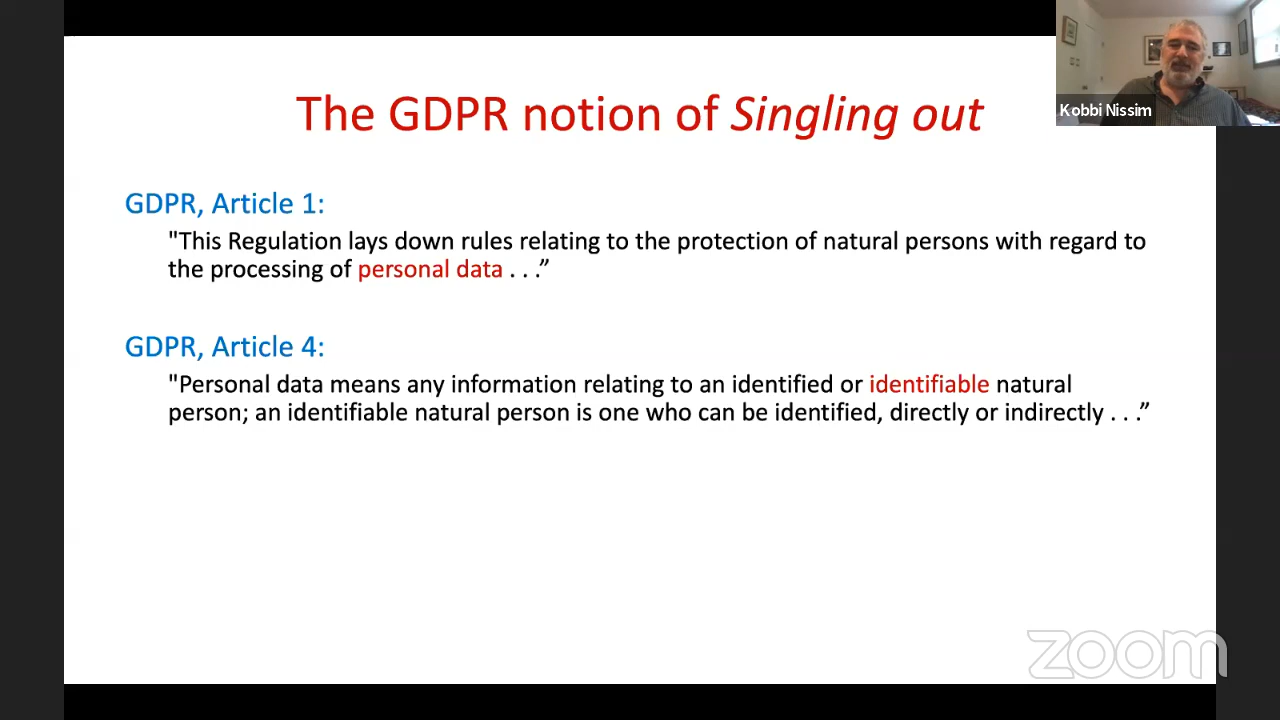 The GDPR notion of Singling out
Kobbi Nissim
GDPR, Article 1:
"This Regulation lays down rules relating to the protection of natural persons with regard to
the processing of personal data . . .”
GDPR, Article 4:
"Personal data means any information relating to an identified or identifiable natural
person; an identifiable natural person is one who can be identified, directly or indirectly . . .”
zoom